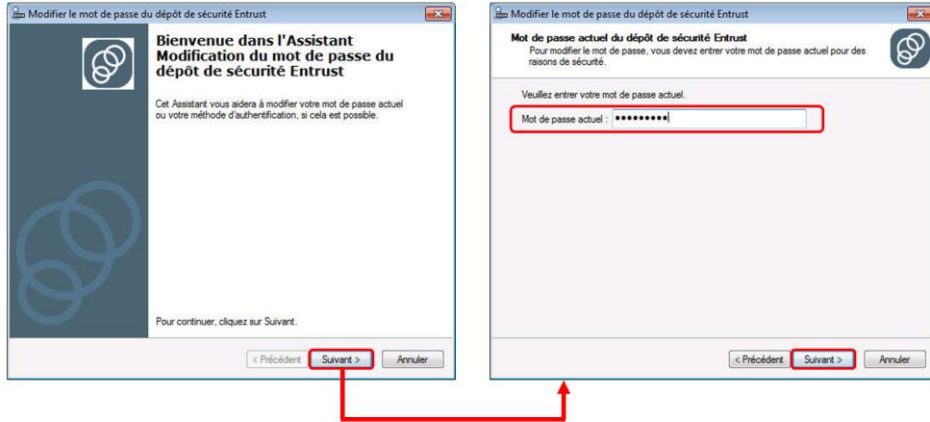 Modifier le mot de passe du dépôt de sécurité Entrust
Bienvenue dans l'Assistant
Modification du mot de passe du
dépôt de sécurité Entrust
Cet Assistant vous aidera à modifier votre mot de passe actuel
ou votre méthode d'authentification, si cela est possible.
Pour continuer, cliquez sur Suivant.
< Précédent
Suivant >
Annuler
Modifier le mot de passe du dépôt de sécurité Entrust
Mot de passe actuel du dépôt de sécurité Entrust
Pour modifier le mot de passe, vous devez entrer votre mot de passe actuel pour des
raisons de sécurité.
Veuillez entrer votre mot de passe actuel.
Mot de passe actuel : •••••••••
< Précédent
Suivant >
Annuler